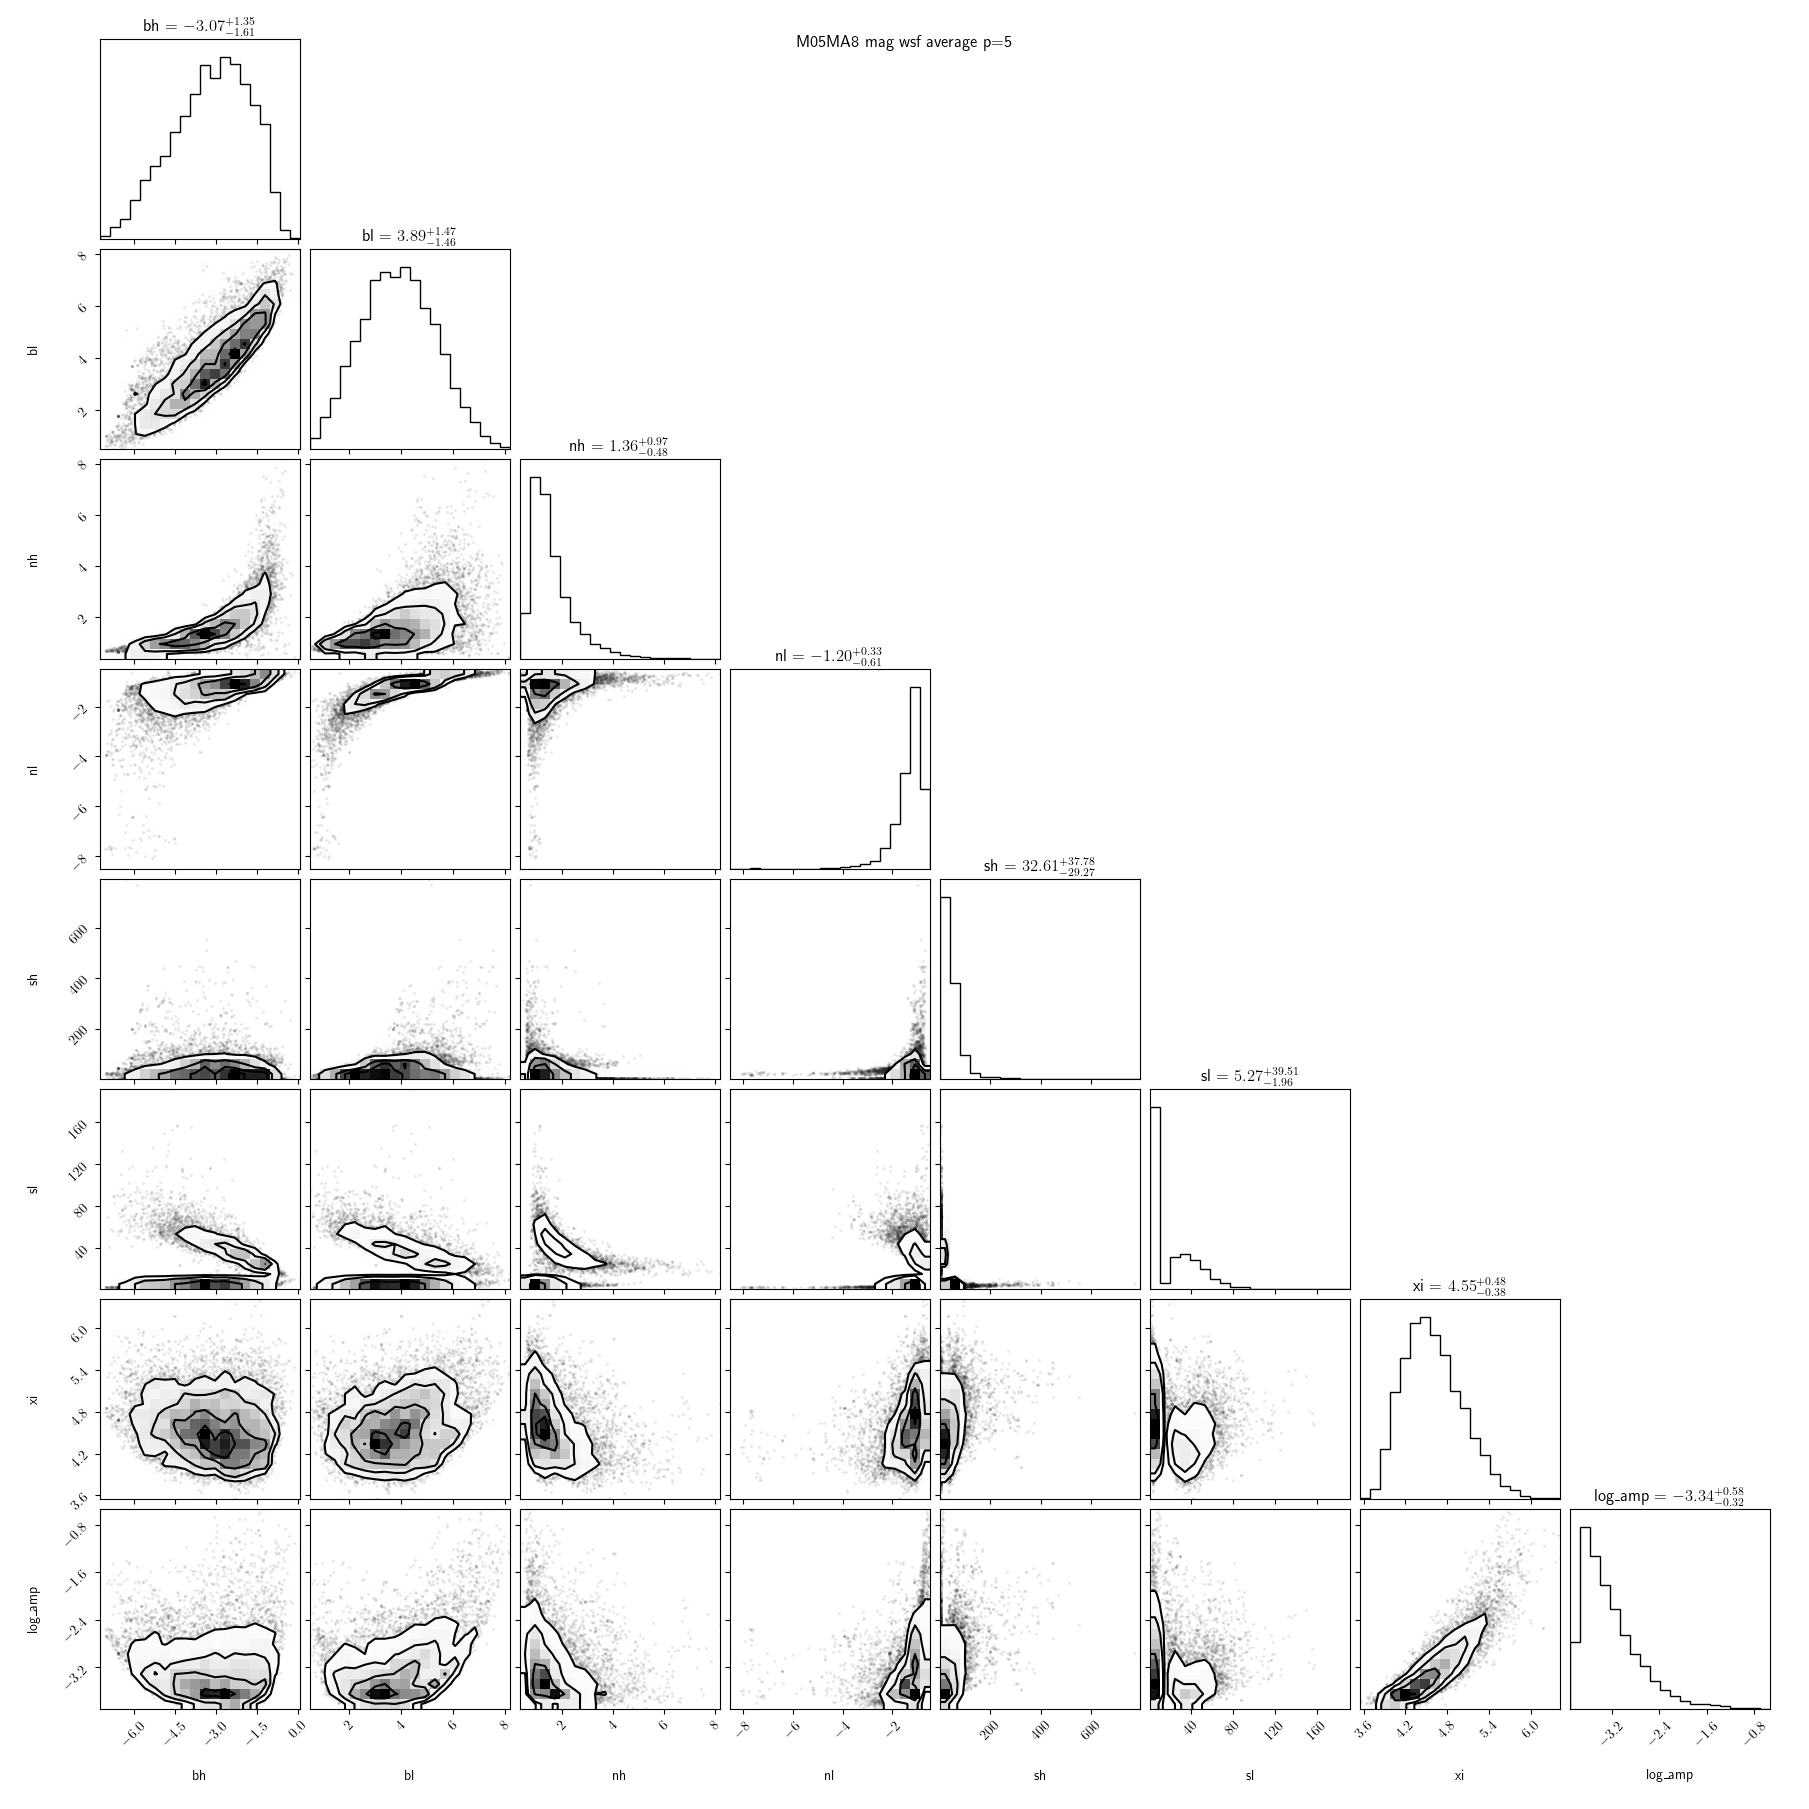 M05MA8 mag wsf average p=5
bh = −3.07 +1.35 −1.61
bl = 3.89 +1.47 −1.46
nh = 1.36 +0.97 −0.48
nl = −1.20 +0.33 −0.61
sh = 32.61 +37.78 −29.27
sl = 5.27 +39.51 −1.96
xi = 4.55 +0.48 −0.38
log_amp = −3.34 +0.58 −0.32
bl
8
6
4
2
nh
8
6
4
2
nl
−2
−4
−6
−8
sh
600
400
200
sl
160
120
80
40
xi
6.0
5.4
4.8
4.2
3.6
log_amp
−0.8
−1.6
−2.4
−3.2
−6.0 −4.5 −3.0 −1.5 0.0
2 4 6 8
2 4 6 8
−8 −6 −4 −2
200 400 600
40 80 120 160
3.6 4.2 4.8 5.4 6.0
−3.2 −2.4 −1.6 −0.8
bh bl nh nl sh sl xi log_amp